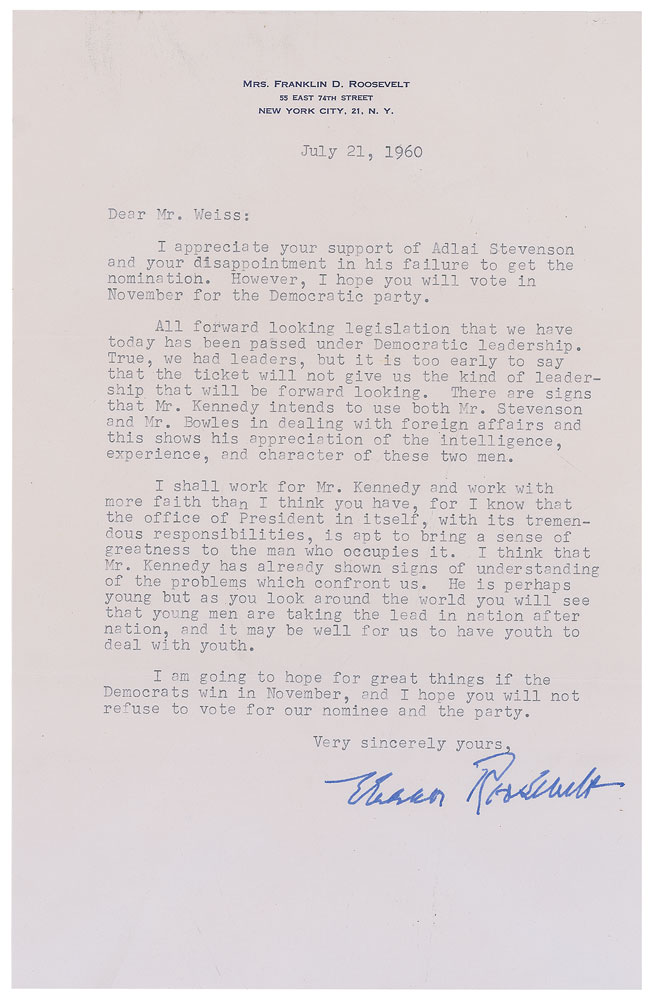 MRS. FRANKLIN D. ROOSEVELT
55 EAST 74TH STREET
NEW YORK CITY, 21, N. Y.
July 21, 1960
Dear Mr. Weiss:
I appreciate your support of Adlai Stevenson
and your disappointment in his failure to get the
nomination. However, I hope you will vote in
November for the Democratic party.
All forward looking legislation that we have
today has been passed under Democratic leadership.
True, we had leaders, but it is too early to say
that the ticket will not give us the kind of leader-
ship that will be forward looking. There are signs
that Mr. Kennedy intends to use both Mr. Stevenson
and Mr. Bowles in dealing with foreign affairs and
this shows his appreciation of the intelligence,
experience, and character of these two men.
I shall work for Mr. Kennedy and work with
more faith than I think you have, for I know that
the office of President in itself, with its tremen-
dous responsibilities, is apt to bring a sense of
greatness to the man who occupies it. I think that
Mr. Kennedy has already shown signs of understanding
of the problems which confront us. He is perhaps
young but as you look around the world you will see
that young men are taking the lead in nation after
nation, and it may be well for us to have youth to
deal with youth.
I am going to hope for great things if the
Democrats win in November, and I hope you will not
refuse to vote for our nominee and the party.
Very sincerely yours,
Eleanor Roosevelt